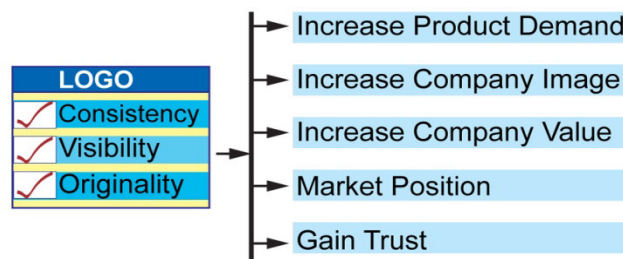 LOGO
Consistency
Visibility
Originality
Increase Product Demand
Increase Company Image
Increase Company Value
Market Position
Gain Trust